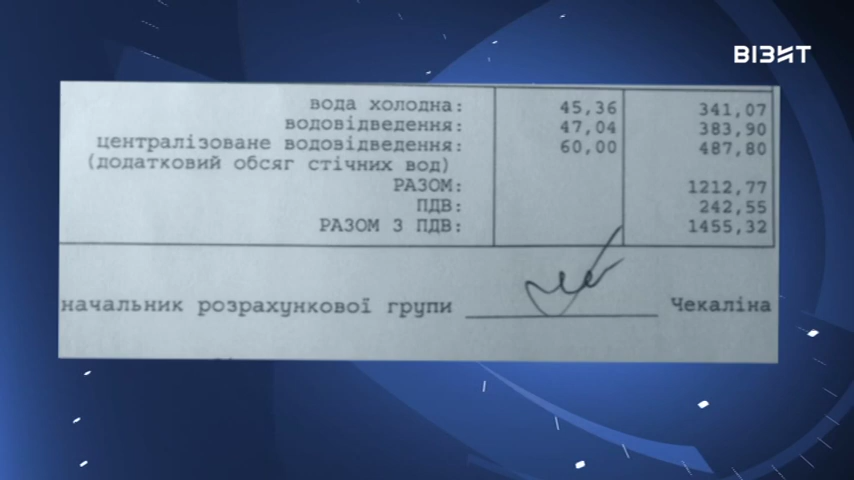 ВІЗИТ
вода холодна: 45,36 341,07
водовідведення: 47,04 383,90
централізоване водовідведення: 60,00 487,80
(додатковий обсяг стічних вод)
РАЗОМ: 1212,77
ПДВ: 242,55
РАЗОМ З ПДВ: 1455,32
начальник розрахункової групи Чекаліна